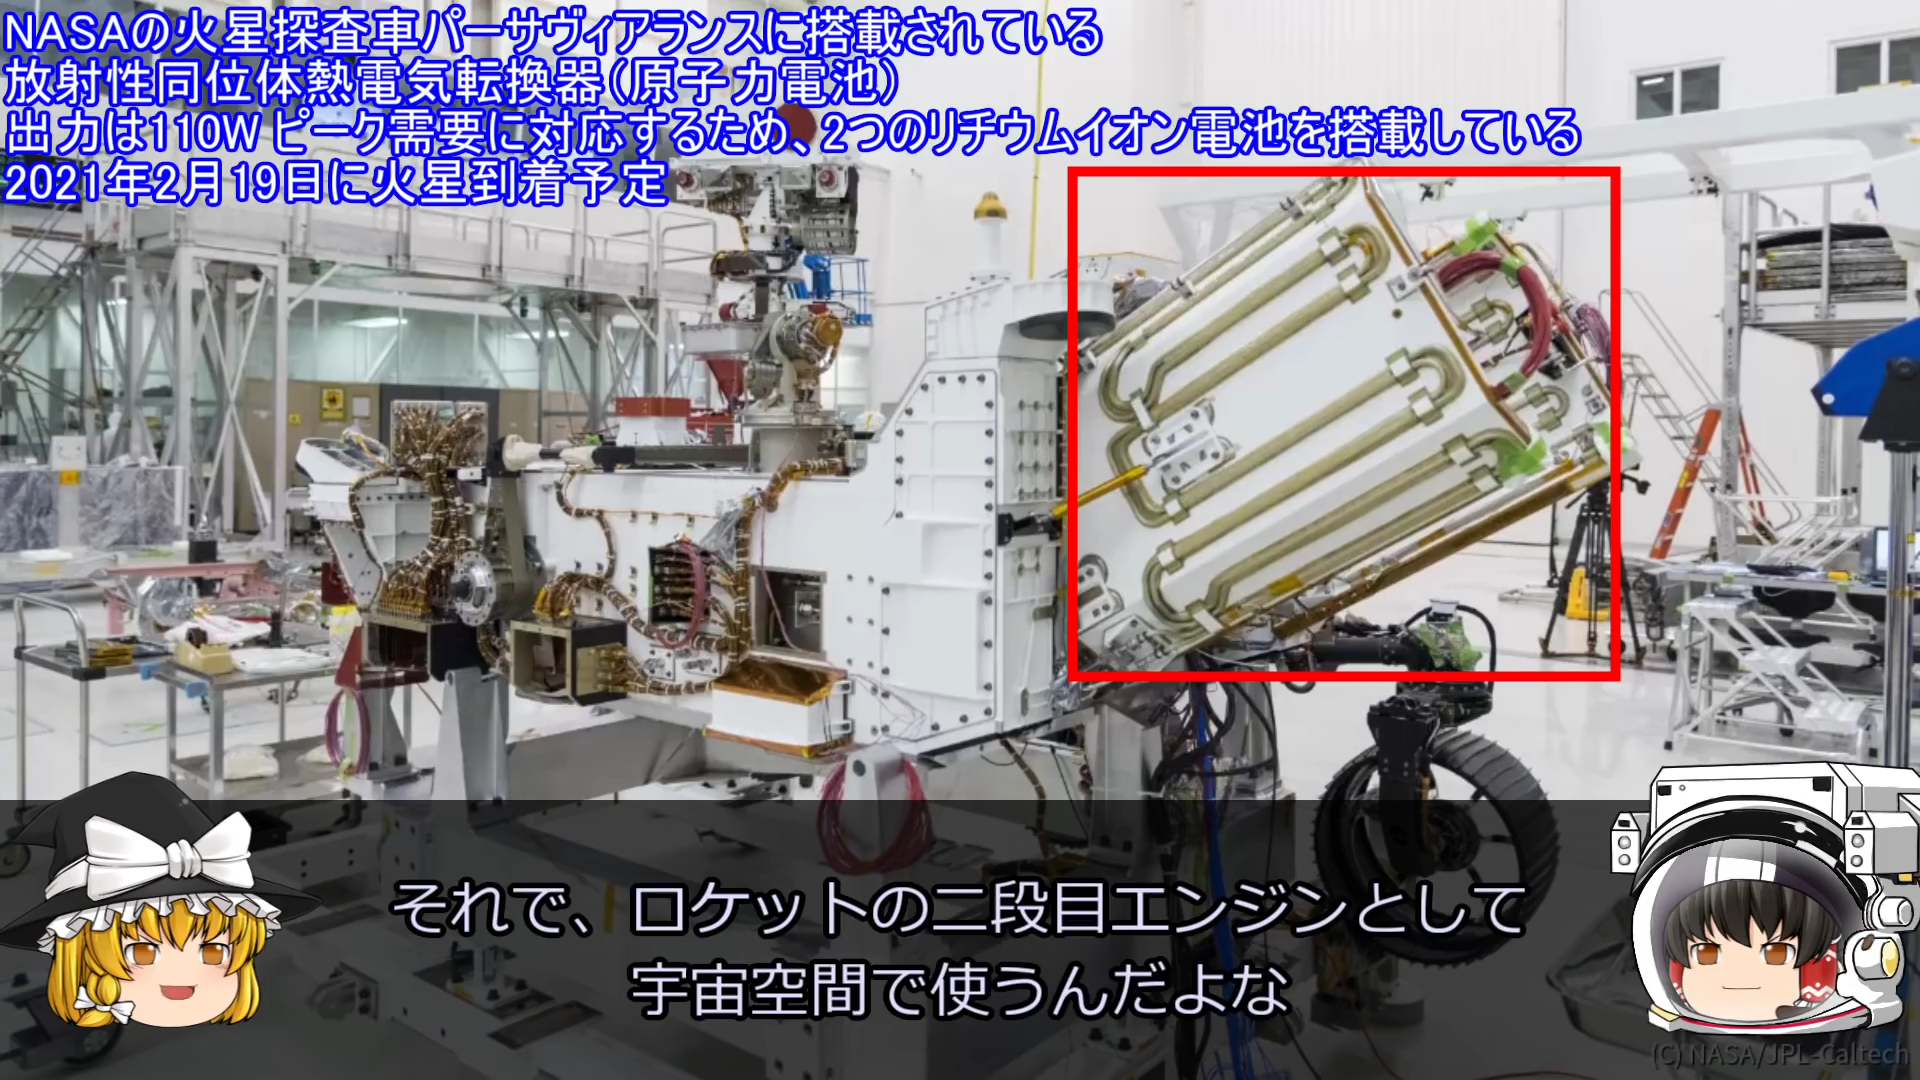 NASAの火星探査車パーサヴィアランスに搭載されている
放射性同位体熱電気転換器(原子力電池)
出力は110W ピーク需要に対応するため、2つのリチウムイオン電池を搭載している
2021年2月19日に火星到着予定
それで、ロケットの二段目エンジンとして
宇宙空間で使うんだよな
(C) NASA/JPL-Caltech